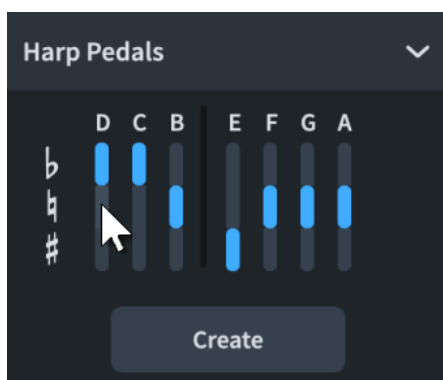 Harp Pedals
D C B E F G A
♭
♮
♯
Create